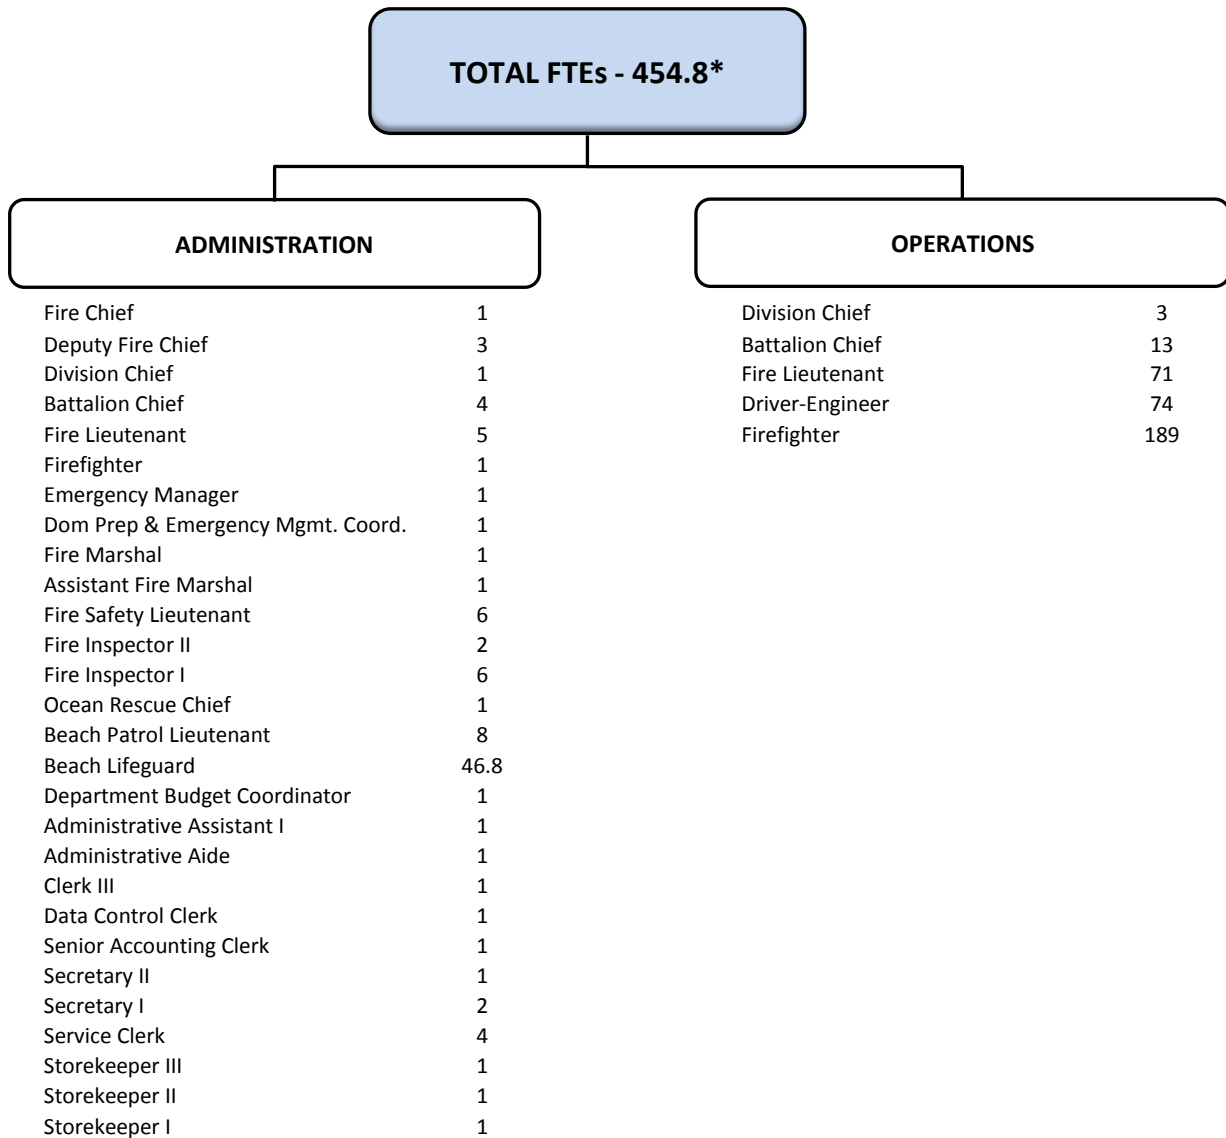 TOTAL FTEs - 454.8*
ADMINISTRATION
Fire Chief 1
Deputy Fire Chief 3
Division Chief 1
Battalion Chief 4
Fire Lieutenant 5
Firefighter 1
Emergency Manager 1
Dom Prep & Emergency Mgmt. Coord. 1
Fire Marshal 1
Assistant Fire Marshal 1
Fire Safety Lieutenant 6
Fire Inspector II 2
Fire Inspector I 6
Ocean Rescue Chief 1
Beach Patrol Lieutenant 8
Beach Lifeguard 46.8
Department Budget Coordinator 1
Administrative Assistant I 1
Administrative Aide 1
Clerk III 1
Data Control Clerk 1
Senior Accounting Clerk 1
Secretary II 1
Secretary I 2
Service Clerk 4
Storekeeper III 1
Storekeeper II 1
Storekeeper I 1
OPERATIONS
Division Chief 3
Battalion Chief 13
Fire Lieutenant 71
Driver-Engineer 74
Firefighter 189